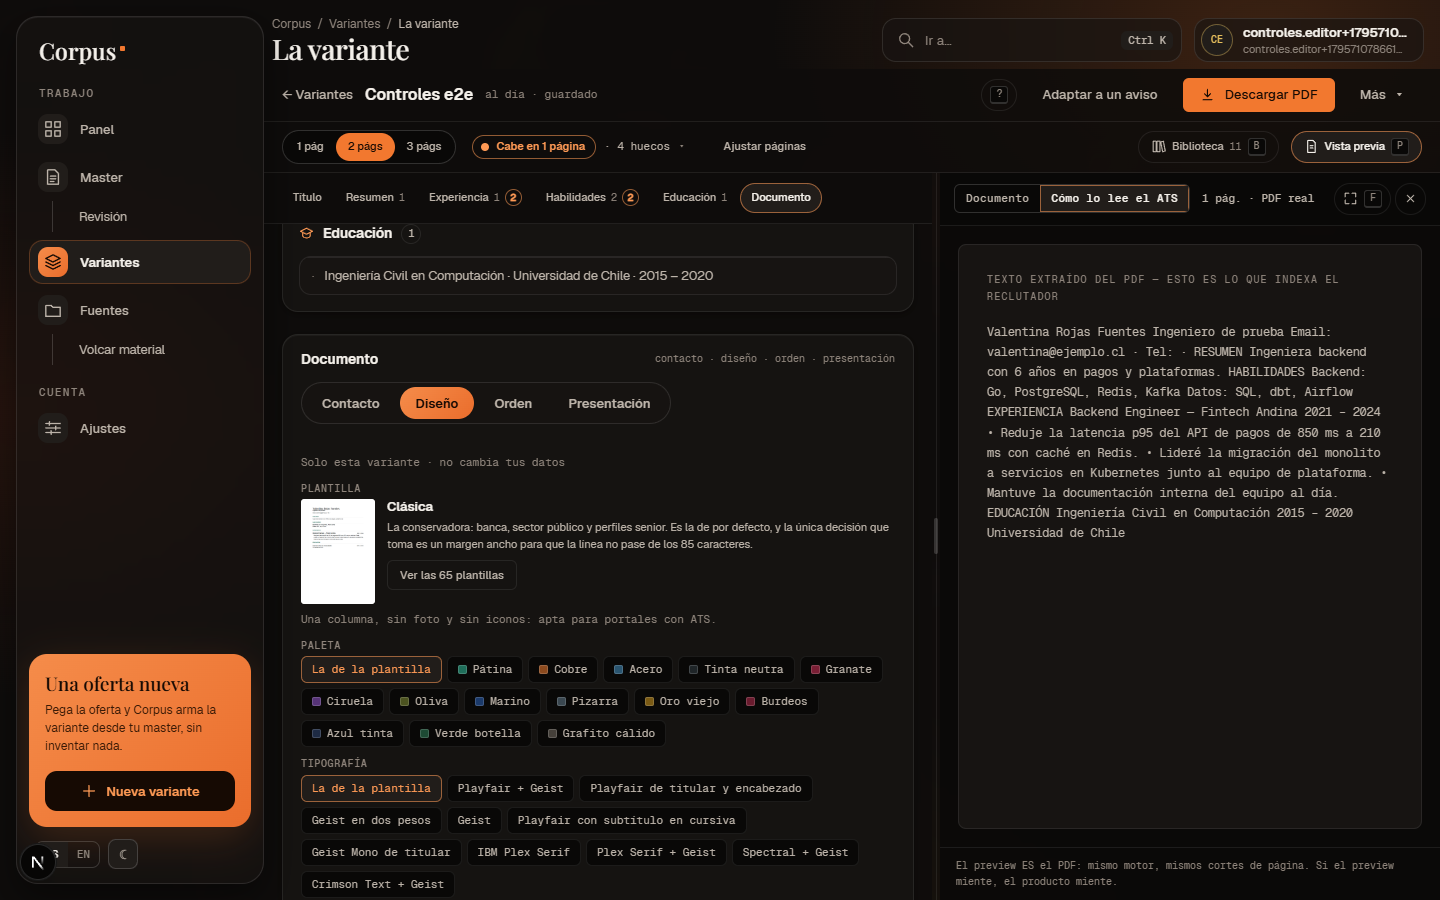 Corpus
TRABAJO
Panel
Master
Revisión
Variantes
Fuentes
Volcar material
CUENTA
Ajustes
Una oferta nueva
Pega la oferta y Corpus arma la
variante desde tu master, sin
inventar nada.
Nueva variante
EN
Corpus / Variantes / La variante
La variante
Ir a...
Ctrl K
CE
controles.editor+1795710...
controles.editor+179571078661...
← Variantes
Controles e2e
al día · guardado
?
Adaptar a un aviso
Descargar PDF
Más
1 pág
2 págs
3 págs
Cabe en 1 página
· 4 huecos
Ajustar páginas
Biblioteca 11 B
Vista previa P
Título
Resumen 1
Experiencia 1 2
Habilidades 2 2
Educación 1
Documento
Educación 1
· Ingeniería Civil en Computación · Universidad de Chile · 2015 – 2020
Documento
contacto · diseño · orden · presentación
Contacto
Diseño
Orden
Presentación
Solo esta variante · no cambia tus datos
PLANTILLA
Clásica
La conservadora: banca, sector público y perfiles senior. Es la de por defecto, y la única decisión que
toma es un margen ancho para que la línea no pase de los 85 caracteres.
Ver las 65 plantillas
Una columna, sin foto y sin iconos: apta para portales con ATS.
PALETA
La de la plantilla
Pátina
Cobre
Acero
Tinta neutra
Granate
Ciruela
Oliva
Marino
Pizarra
Oro viejo
Burdeos
Azul tinta
Verde botella
Grafito cálido
TIPOGRAFÍA
La de la plantilla
Playfair + Geist
Playfair de titular y encabezado
Geist en dos pesos
Geist
Playfair con subtítulo en cursiva
Geist Mono de titular
IBM Plex Serif
Plex Serif + Geist
Spectral + Geist
Crimson Text + Geist
Documento
Cómo lo lee el ATS
1 pág. · PDF real
F
TEXTO EXTRAÍDO DEL PDF — ESTO ES LO QUE INDEXA EL
RECLUTADOR
Valentina Rojas Fuentes Ingeniero de prueba Email:
valentina@ejemplo.cl · Tel: · RESUMEN Ingeniera backend
con 6 años en pagos y plataformas. HABILIDADES Backend:
Go, PostgreSQL, Redis, Kafka Datos: SQL, dbt, Airflow
EXPERIENCIA Backend Engineer — Fintech Andina 2021 – 2024
• Reduje la latencia p95 del API de pagos de 850 ms a 210
ms con caché en Redis. • Lideré la migración del monolito
a servicios en Kubernetes junto al equipo de plataforma. •
Mantuve la documentación interna del equipo al día.
EDUCACIÓN Ingeniería Civil en Computación 2015 – 2020
Universidad de Chile
El preview ES el PDF: mismo motor, mismos cortes de página. Si el preview
miente, el producto miente.